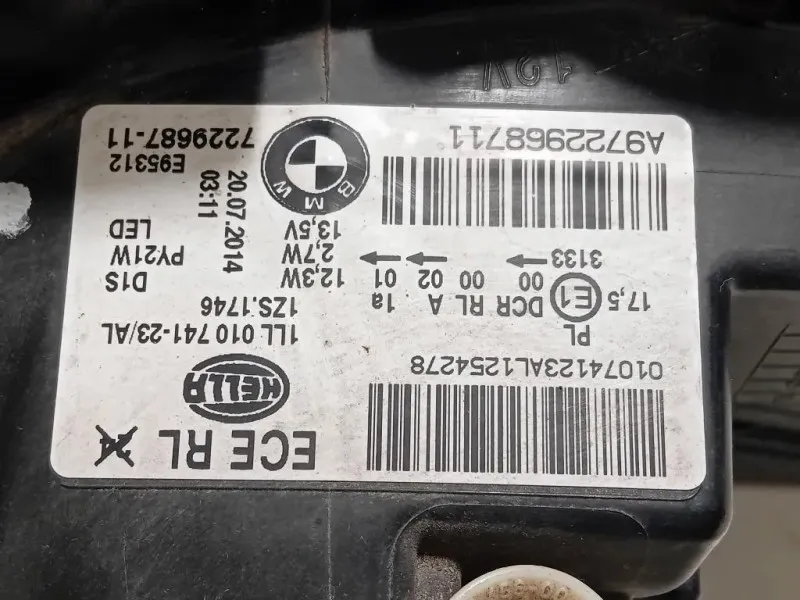 ECE RL
HELLA
01074123AL1254278
PL
1LL 010 741-23/AL
1ZS.1746
17,5 E1 DCR RL A 1a
00 00 02 01
3133
12,3W D1S
2,7W PY21W
13,5V LED
BMW
20.07.2014
03:11
E95312
A9722968711
7229687-11
12V